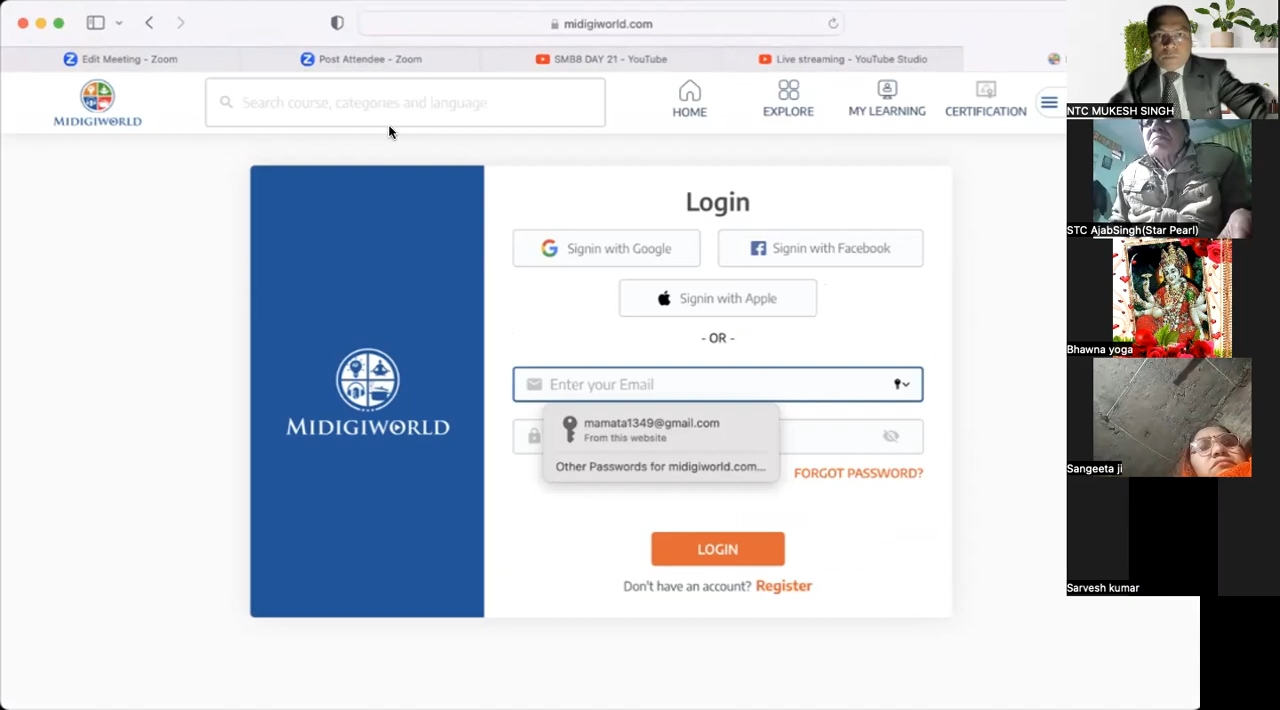 midigiworld.com
Edit Meeting - Zoom
Post Attendee - Zoom
SMB8 DAY 21 - YouTube
Live streaming - YouTube Studio
MIDIGIWORLD
Search course, categories and language
HOME
EXPLORE
MY LEARNING
CERTIFICATION
Login
Signin with Google
Signin with Facebook
Signin with Apple
- OR -
Enter your Email
mamata1349@gmail.com
From this website
Other Passwords for midigiworld.com...
FORGOT PASSWORD?
LOGIN
Don't have an account? Register
MIDIGIWORLD
NTC MUKESH SINGH
STC AjabSingh(Star Pearl)
Bhawna yoga
Sangeeta ji
Sarvesh kumar